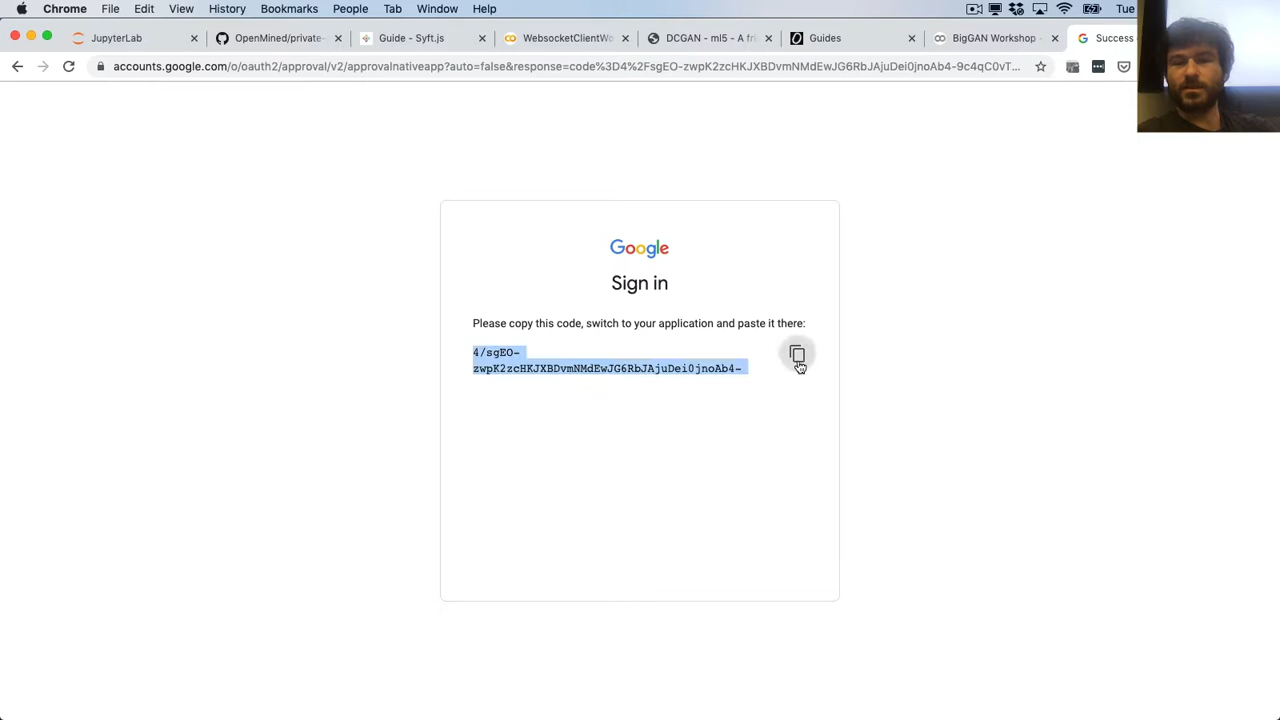 Chrome File Edit View History Bookmarks People Tab Window Help Tue
JupyterLab OpenMined/private- Guide - Syft.js WebsocketClientWo DCGAN - ml5 - A fri Guides BigGAN Workshop - Success
accounts.google.com/o/oauth2/approval/v2/approvalnativeapp?auto=false&response=code%3D4%2FsgEO-zwpK2zcHKJXBDvmNMdEwJG6RbJAjuDei0jnoAb4-9c4qC0vT...
Google
Sign in
Please copy this code, switch to your application and paste it there:
4/sgEO-
zwpK2zcHKJXBDvmNMdEwJG6RbJAjuDei0jnoAb4-